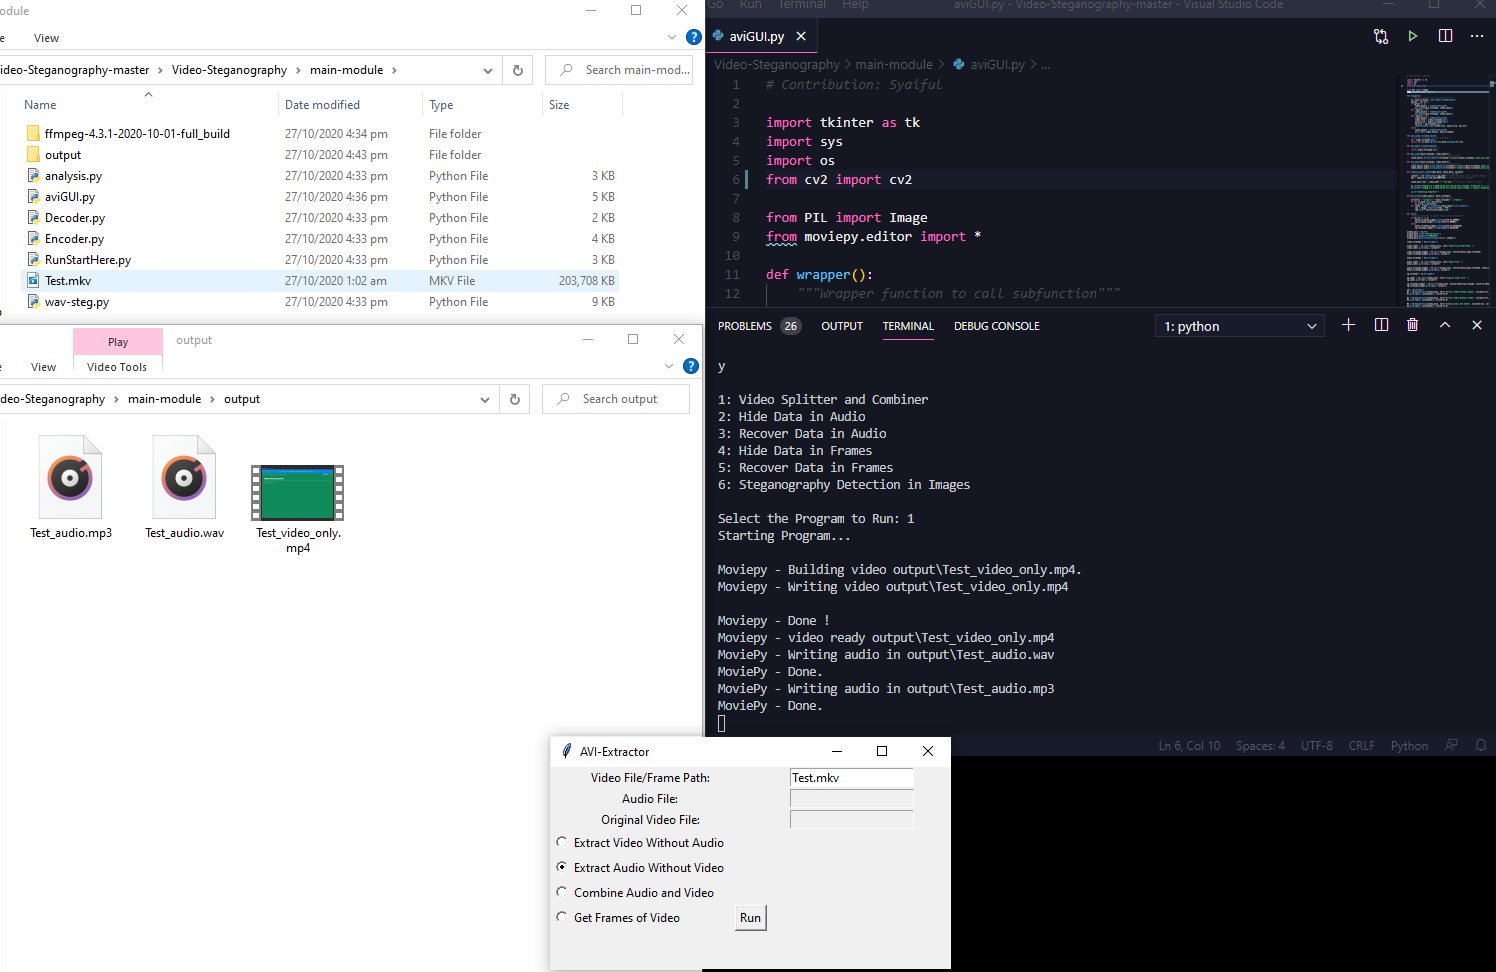 odule
e View
ideo-Steganography-master > Video-Steganography > main-module >
Search main-mod...
Name Date modified Type Size
ffmpeg-4.3.1-2020-10-01-full_build 27/10/2020 4:34 pm File folder
output 27/10/2020 4:43 pm File folder
analysis.py 27/10/2020 4:33 pm Python File 3 KB
aviGUI.py 27/10/2020 4:36 pm Python File 5 KB
Decoder.py 27/10/2020 4:33 pm Python File 2 KB
Encoder.py 27/10/2020 4:33 pm Python File 4 KB
RunStartHere.py 27/10/2020 4:33 pm Python File 3 KB
Test.mkv 27/10/2020 1:02 am MKV File 203,708 KB
wav-steg.py 27/10/2020 4:33 pm Python File 9 KB
Play output
e View Video Tools
deo-Steganography > main-module > output
Search output
Test_audio.mp3
Test_audio.wav
Test_video_only.
mp4
Go Run Terminal Help aviGUI.py - Video-Steganography-master - Visual Studio Code
aviGUI.py
Video-Steganography > main-module > aviGUI.py > ...
1 # Contribution: Syaiful
2
3 import tkinter as tk
4 import sys
5 import os
6 from cv2 import cv2
7
8 from PIL import Image
9 from moviepy.editor import *
10
11 def wrapper():
12 """Wrapper function to call subfunction"""
PROBLEMS 26 OUTPUT TERMINAL DEBUG CONSOLE 1: python
y
1: Video Splitter and Combiner
2: Hide Data in Audio
3: Recover Data in Audio
4: Hide Data in Frames
5: Recover Data in Frames
6: Steganography Detection in Images
Select the Program to Run: 1
Starting Program...
Moviepy - Building video output\Test_video_only.mp4.
Moviepy - Writing video output\Test_video_only.mp4
Moviepy - Done !
Moviepy - video ready output\Test_video_only.mp4
MoviePy - Writing audio in output\Test_audio.wav
MoviePy - Done.
MoviePy - Writing audio in output\Test_audio.mp3
MoviePy - Done.
Ln 6, Col 10 Spaces: 4 UTF-8 CRLF Python
AVI-Extractor
Video File/Frame Path: Test.mkv
Audio File:
Original Video File:
Extract Video Without Audio
Extract Audio Without Video
Combine Audio and Video
Get Frames of Video Run